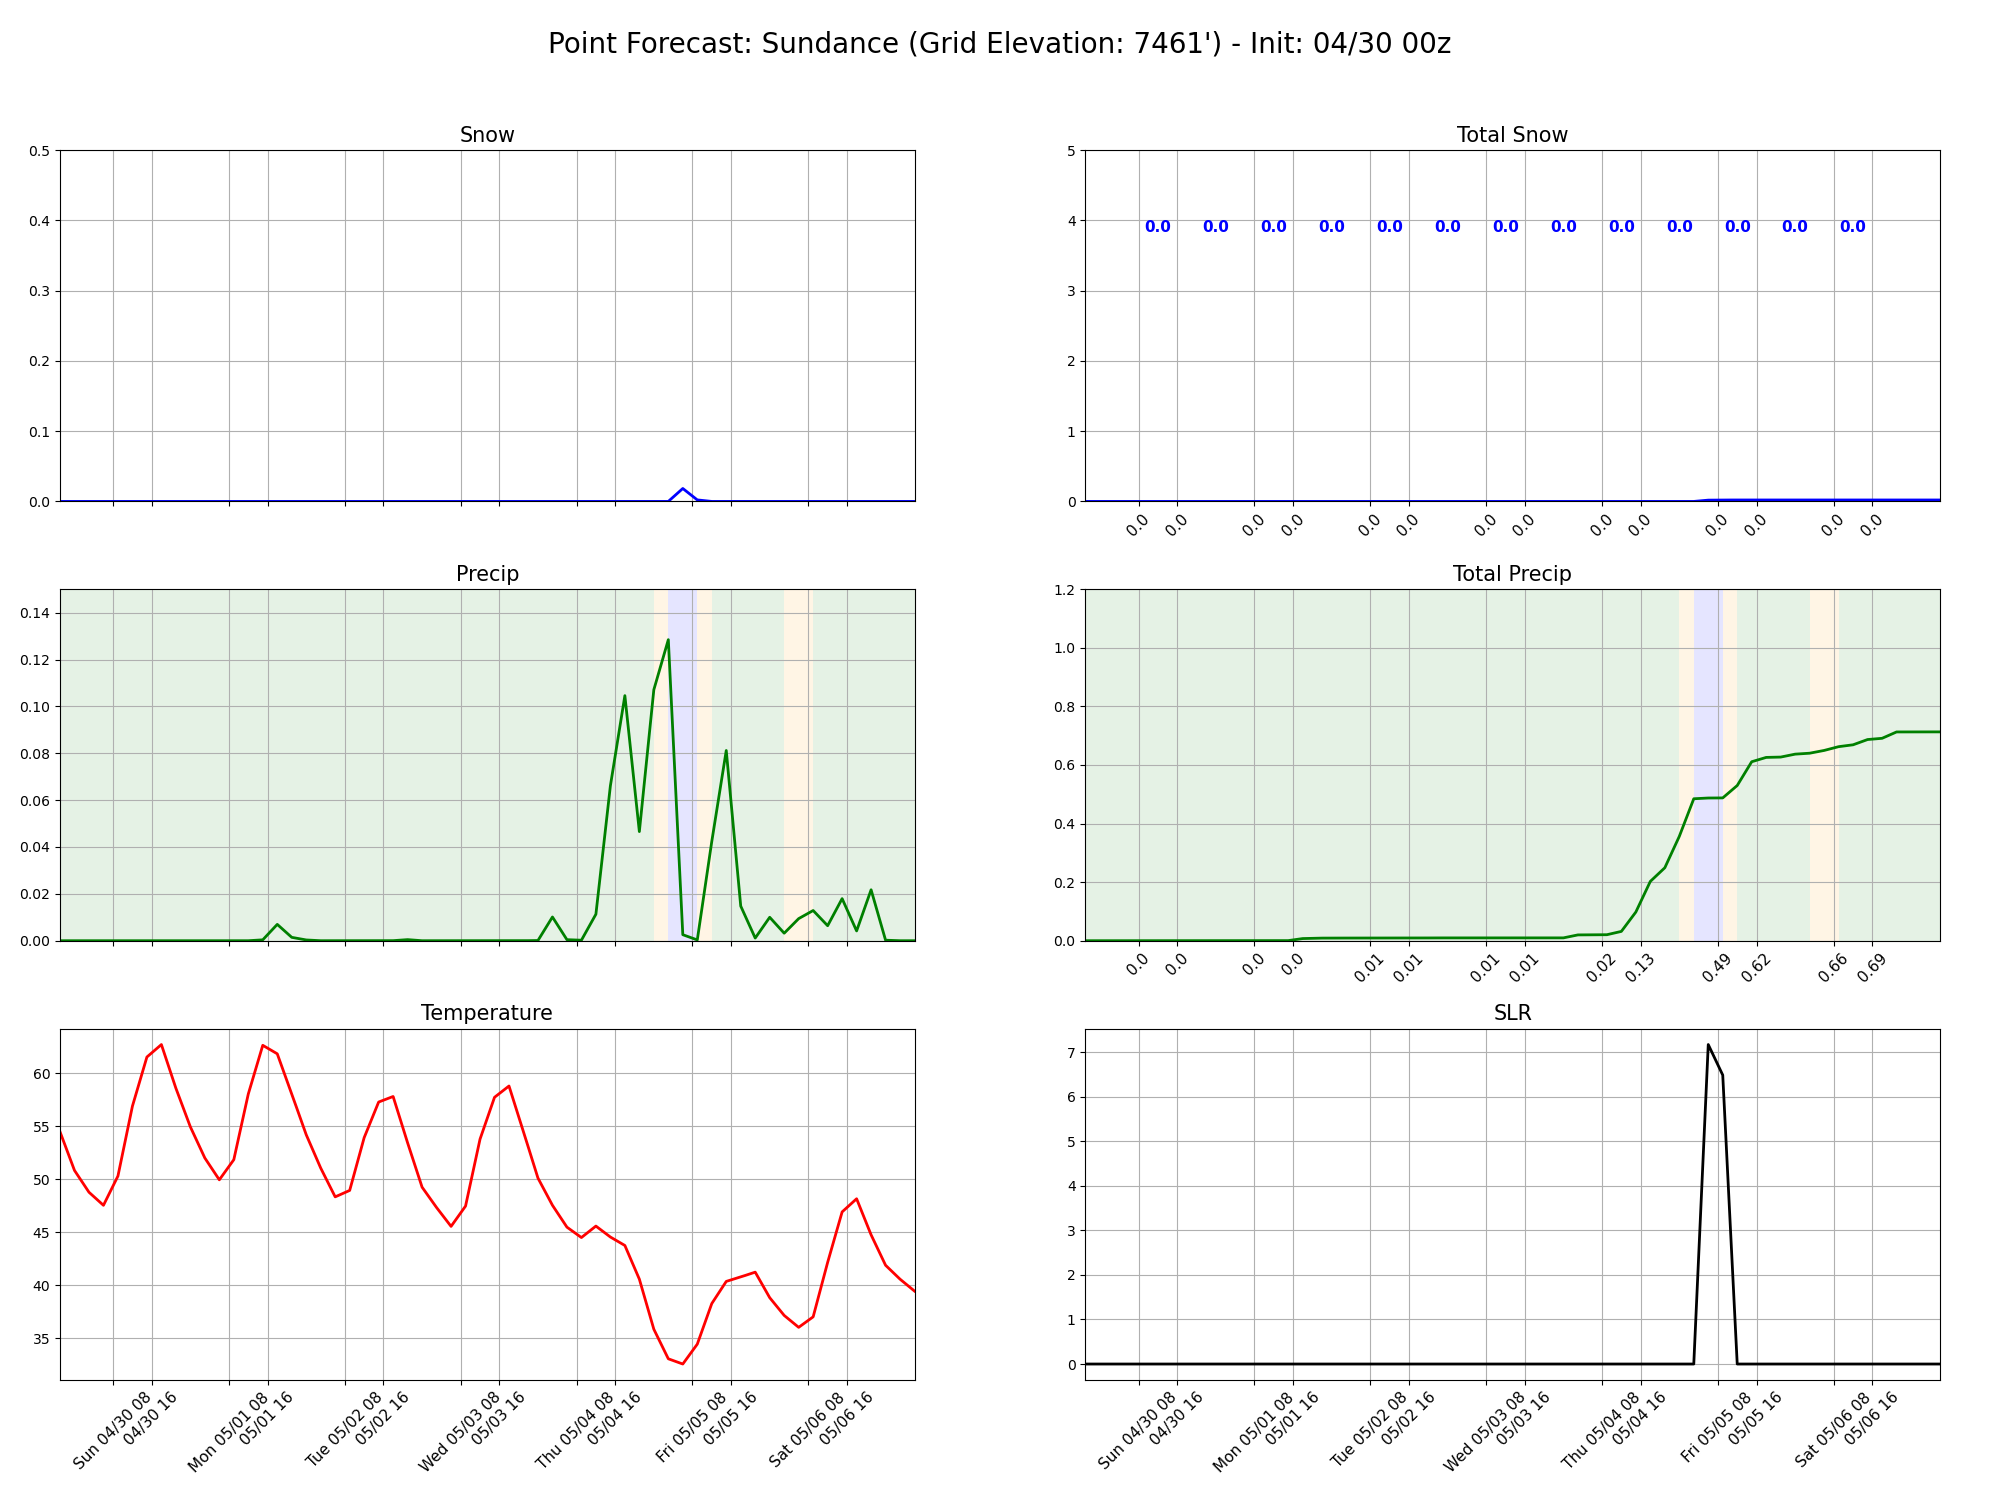 Point Forecast: Sundance (Grid Elevation: 7461') - Init: 04/30 00z
Snow
0.5
0.4
0.3
0.2
0.1
0.0
Total Snow
5
4
3
2
1
0
0.0 0.0 0.0 0.0 0.0 0.0 0.0 0.0 0.0 0.0 0.0 0.0 0.0
0.0 0.0 0.0 0.0 0.0 0.0 0.0 0.0 0.0 0.0 0.0 0.0 0.0 0.0
Precip
0.14
0.12
0.10
0.08
0.06
0.04
0.02
0.00
Total Precip
1.2
1.0
0.8
0.6
0.4
0.2
0.0
0.0 0.0 0.0 0.0 0.01 0.01 0.01 0.01 0.02 0.13 0.49 0.62 0.66 0.69
Temperature
60
55
50
45
40
35
Sun 04/30 08
04/30 16
Mon 05/01 08
05/01 16
Tue 05/02 08
05/02 16
Wed 05/03 08
05/03 16
Thu 05/04 08
05/04 16
Fri 05/05 08
05/05 16
Sat 05/06 08
05/06 16
SLR
7
6
5
4
3
2
1
0
Sun 04/30 08
04/30 16
Mon 05/01 08
05/01 16
Tue 05/02 08
05/02 16
Wed 05/03 08
05/03 16
Thu 05/04 08
05/04 16
Fri 05/05 08
05/05 16
Sat 05/06 08
05/06 16